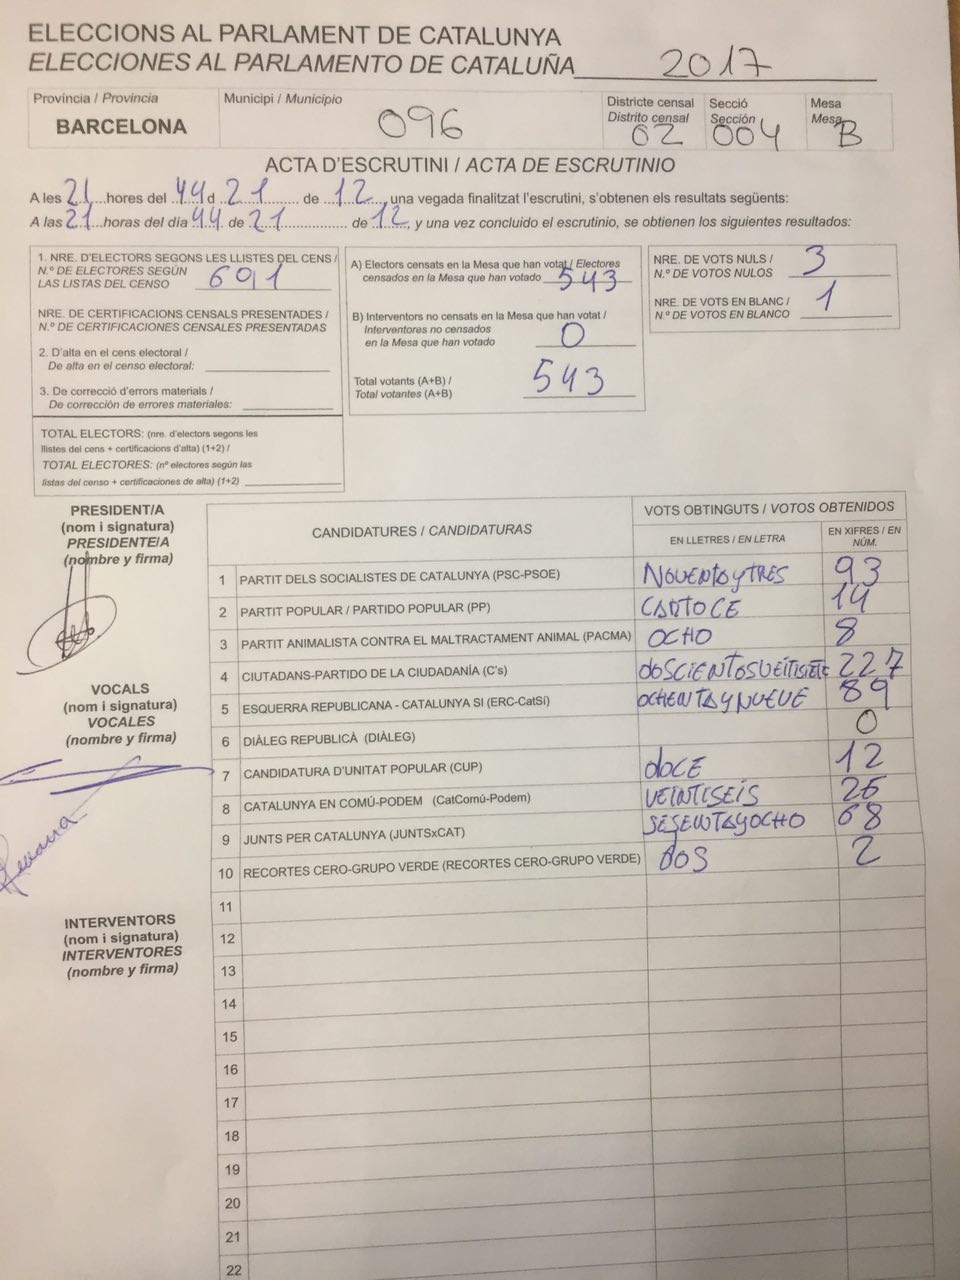 ELECCIONS AL PARLAMENT DE CATALUNYA
ELECCIONES AL PARLAMENTO DE CATALUÑA 2017
Província / Provincia
BARCELONA
Municipi / Municipio
096
Districte censal
Distrito censal
02
Secció
Sección
004
Mesa
Mesa
B
ACTA D'ESCRUTINI / ACTA DE ESCRUTINIO
A les 21 hores del 44 d 21 de 12, una vegada finalitzat l'escrutini, s'obtenen els resultats següents:
A las 21 horas del día 44 de 21 de 12, y una vez concluido el escrutinio, se obtienen los siguientes resultados:
1. NRE. D'ELECTORS SEGONS LES LLISTES DEL CENS /
N.º DE ELECTORES SEGÚN
LAS LISTAS DEL CENSO 691
NRE. DE CERTIFICACIONS CENSALS PRESENTADES /
N.º DE CERTIFICACIONES CENSALES PRESENTADAS
2. D'alta en el cens electoral /
De alta en el censo electoral:
3. De correcció d'errors materials /
De corrección de errores materiales:
TOTAL ELECTORS: (nre. d'electors segons les
llistes del cens + certificacions d'alta) (1+2) /
TOTAL ELECTORES: (nº electores según las
listas del censo + certificaciones de alta) (1+2)
A) Electors censats en la Mesa que han votat / Electores
censados en la Mesa que han votado 543
B) Interventors no censats en la Mesa que han votat /
Interventores no censados
en la Mesa que han votado 0
Total votants (A+B) /
Total votantes (A+B) 543
NRE. DE VOTS NULS /
N.º DE VOTOS NULOS 3
NRE. DE VOTS EN BLANC /
N.º DE VOTOS EN BLANCO 1
PRESIDENT/A
(nom i signatura)
PRESIDENTE/A
(nombre y firma)
VOCALS
(nom i signatura)
VOCALES
(nombre y firma)
INTERVENTORS
(nom i signatura)
INTERVENTORES
(nombre y firma)
CANDIDATURES / CANDIDATURAS
VOTS OBTINGUTS / VOTOS OBTENIDOS
EN LLETRES / EN LETRA
EN XIFRES / EN
NÚM.
1 PARTIT DELS SOCIALISTES DE CATALUNYA (PSC-PSOE) NOVENTAYTRES 93
2 PARTIT POPULAR / PARTIDO POPULAR (PP) CATTOCE 14
3 PARTIT ANIMALISTA CONTRA EL MALTRACTAMENT ANIMAL (PACMA) OCHO 8
4 CIUTADANS-PARTIDO DE LA CIUDADANÍA (C's) doSCIENTOSVEITISIETE 227
5 ESQUERRA REPUBLICANA - CATALUNYA SI (ERC-CatSí) OCHENTAYNUEVE 89
6 DIÀLEG REPUBLICÀ (DIÀLEG) 0
7 CANDIDATURA D'UNITAT POPULAR (CUP) doCE 12
8 CATALUNYA EN COMÚ-PODEM (CatComú-Podem) VEINTISEIS 26
9 JUNTS PER CATALUNYA (JUNTSxCAT) SESENTAYOCHO 68
10 RECORTES CERO-GRUPO VERDE (RECORTES CERO-GRUPO VERDE) doS 2
11
12
13
14
15
16
17
18
19
20
21
22